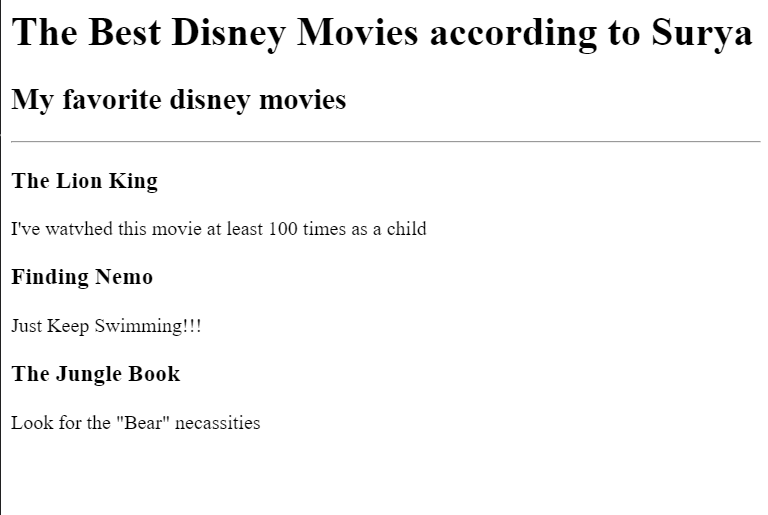 The Best Disney Movies according to Surya
My favorite disney movies
The Lion King
I've watvhed this movie at least 100 times as a child
Finding Nemo
Just Keep Swimming!!!
The Jungle Book
Look for the "Bear" necassities